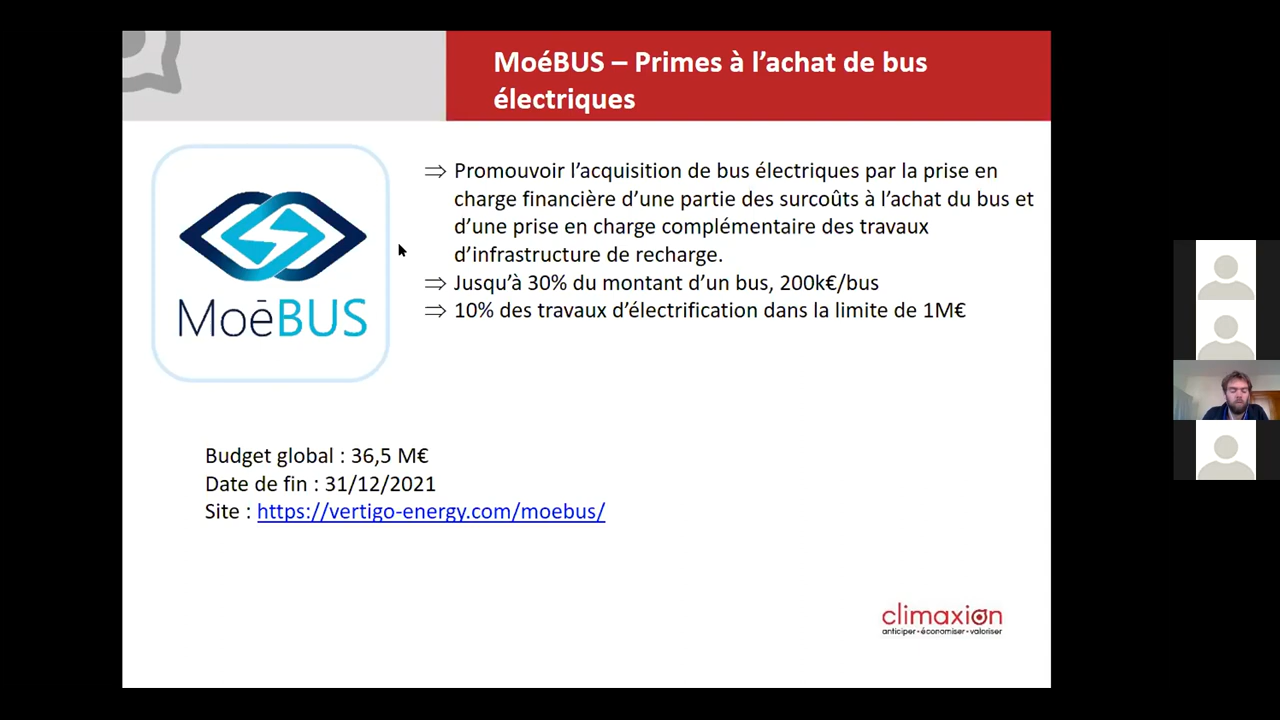 MoéBUS – Primes à l’achat de bus
électriques
MoēBUS
⇒ Promouvoir l’acquisition de bus électriques par la prise en
charge financière d’une partie des surcoûts à l’achat du bus et
d’une prise en charge complémentaire des travaux
d’infrastructure de recharge.
⇒ Jusqu’à 30% du montant d’un bus, 200k€/bus
⇒ 10% des travaux d’électrification dans la limite de 1M€
Budget global : 36,5 M€
Date de fin : 31/12/2021
Site : https://vertigo-energy.com/moebus/
climaxion
anticiper • économiser • valoriser